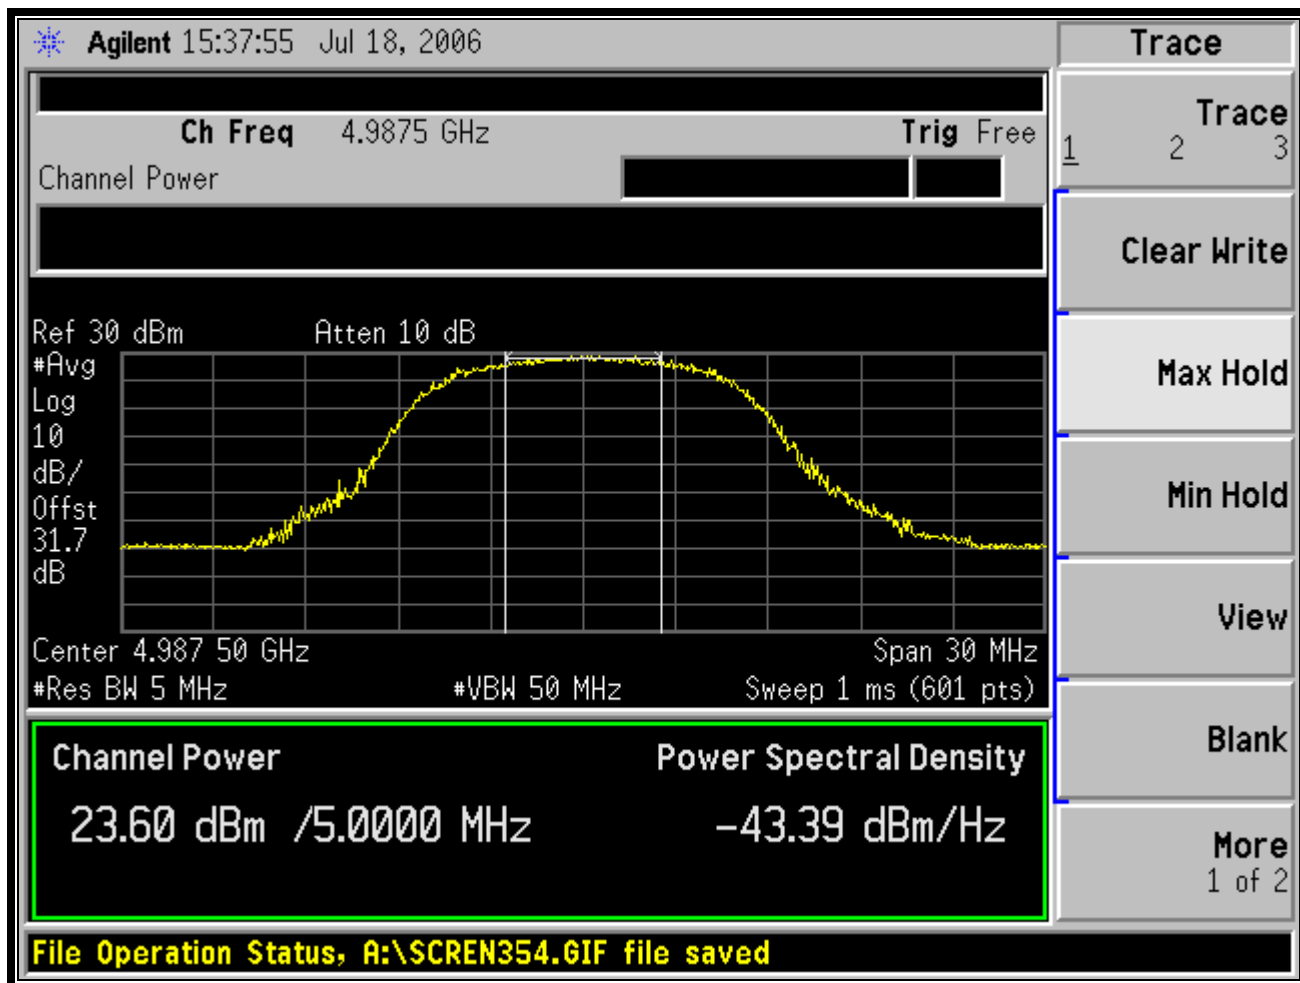 Agilent 15:37:55 Jul 18, 2006
Trace
Ch Freq 4.9875 GHz
Trig Free
Channel Power
Trace
1 2 3
Clear Write
Max Hold
Min Hold
View
Blank
More
1 of 2
Ref 30 dBm
Atten 10 dB
#Avg
Log
10
dB/
Offst
31.7
dB
Center 4.987 50 GHz
Span 30 MHz
#Res BW 5 MHz
#VBW 50 MHz
Sweep 1 ms (601 pts)
Channel Power
Power Spectral Density
23.60 dBm /5.0000 MHz
-43.39 dBm/Hz
File Operation Status, A:\SCREN354.GIF file saved